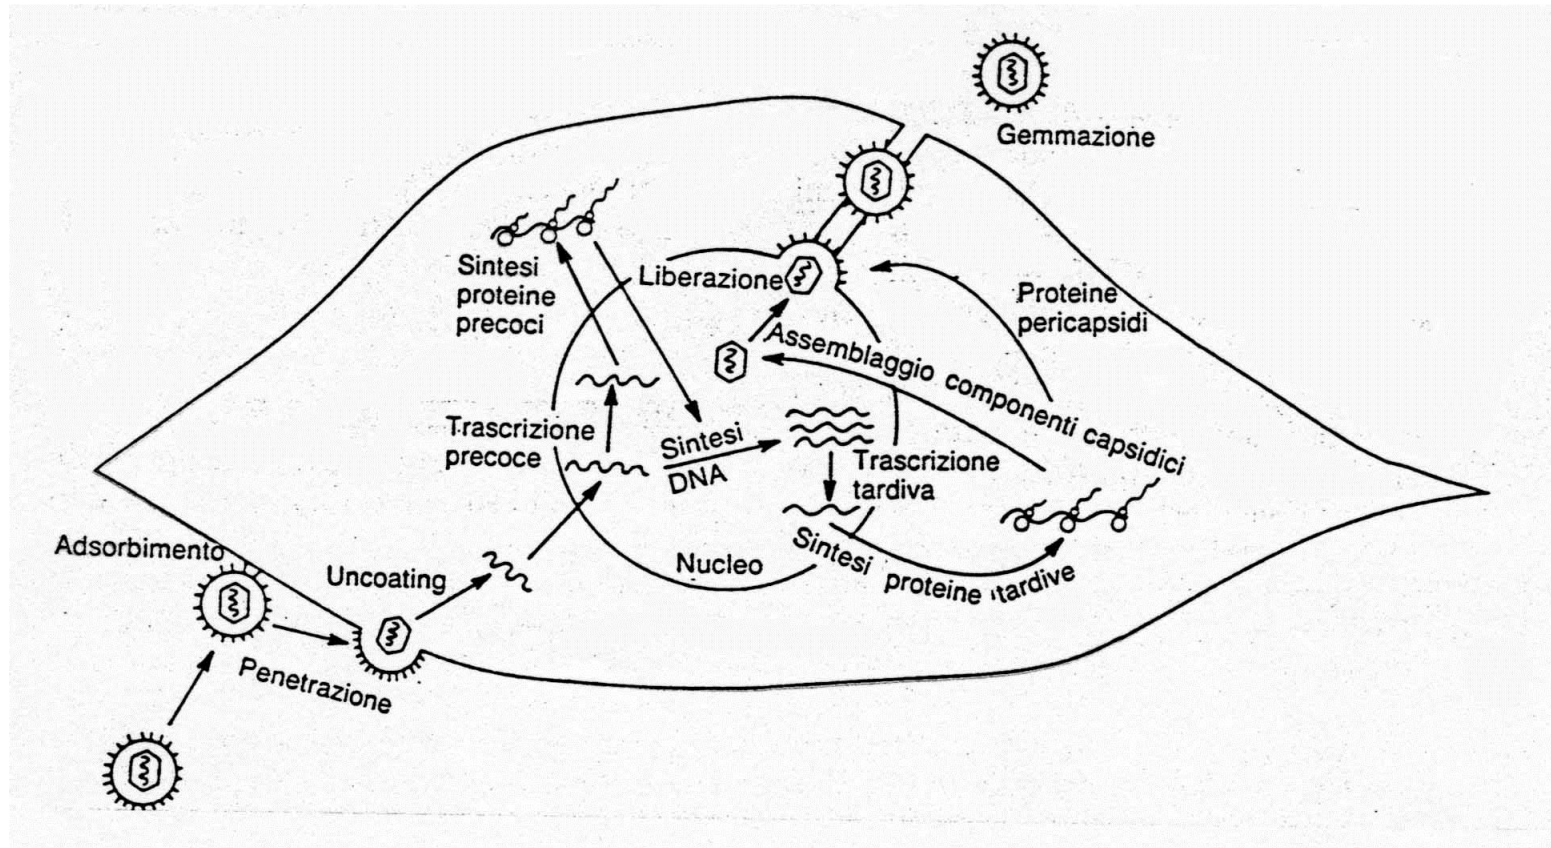 Gemmazione
Sintesi
proteine
precoci
Liberazione
Proteine
pericapsidi
Assemblaggio componenti capsidici
Trascrizione
precoce
Sintesi
DNA
Trascrizione
tardiva
Sintesi proteine tardive
Nucleo
Adsorbimento
Uncoating
Penetrazione